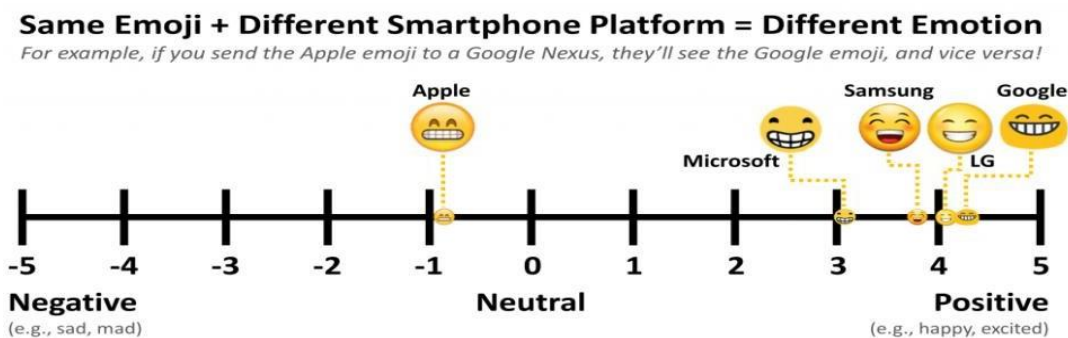 Same Emoji + Different Smartphone Platform = Different Emotion
For example, if you send the Apple emoji to a Google Nexus, they'll see the Google emoji, and vice versa!
Apple
Samsung
Google
Microsoft
LG
-5 -4 -3 -2 -1 0 1 2 3 4 5
Negative Neutral Positive
(e.g., sad, mad) (e.g., happy, excited)